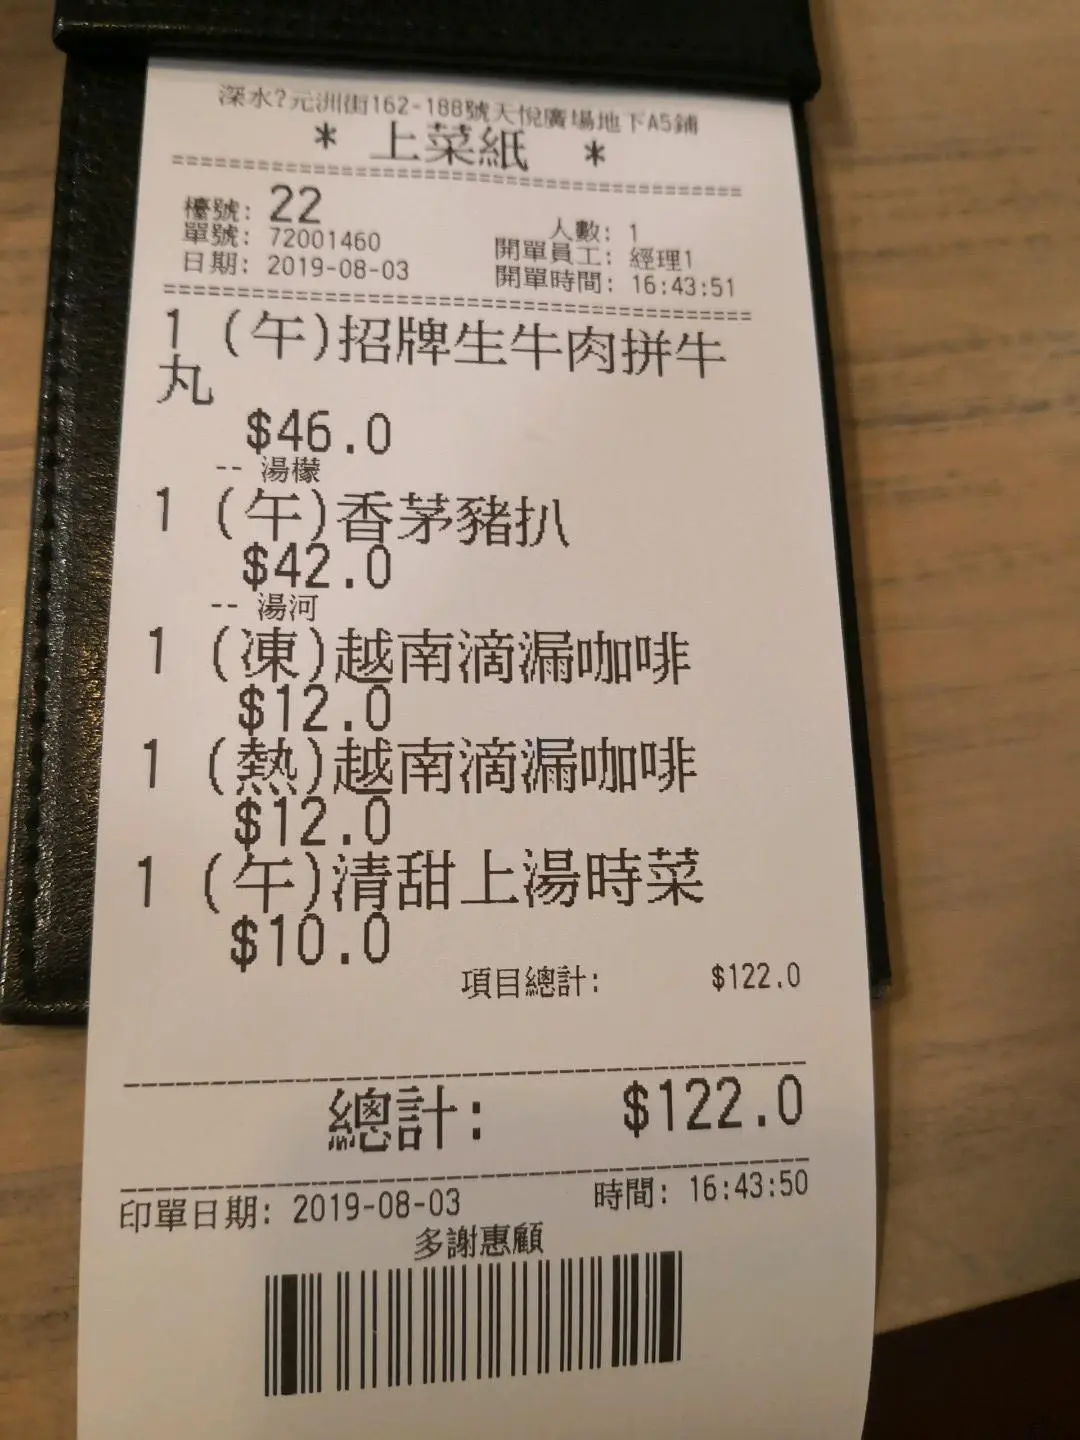 深水?元洲街162-188號天悅廣場地下A5鋪
* 上菜紙 *
檯號: 22
人數: 1
單號: 72001460
開單員工: 經理1
日期: 2019-08-03
開單時間: 16:43:51
1 (午)招牌生牛肉拼牛
丸
$46.0
-- 湯檬
1 (午)香茅豬扒
$42.0
-- 湯河
1 (凍)越南滴漏咖啡
$12.0
1 (熱)越南滴漏咖啡
$12.0
1 (午)清甜上湯時菜
$10.0
項目總計: $122.0
總計: $122.0
印單日期: 2019-08-03 時間: 16:43:50
多謝惠顧